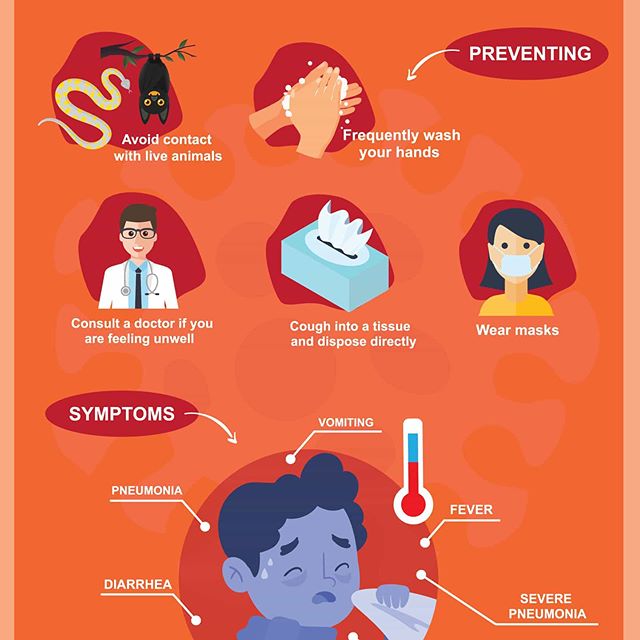 PREVENTING
Avoid contact
with live animals
Frequently wash
your hands
Consult a doctor if you
are feeling unwell
Cough into a tissue
and dispose directly
Wear masks
SYMPTOMS
VOMITING
PNEUMONIA
FEVER
DIARRHEA
SEVERE
PNEUMONIA